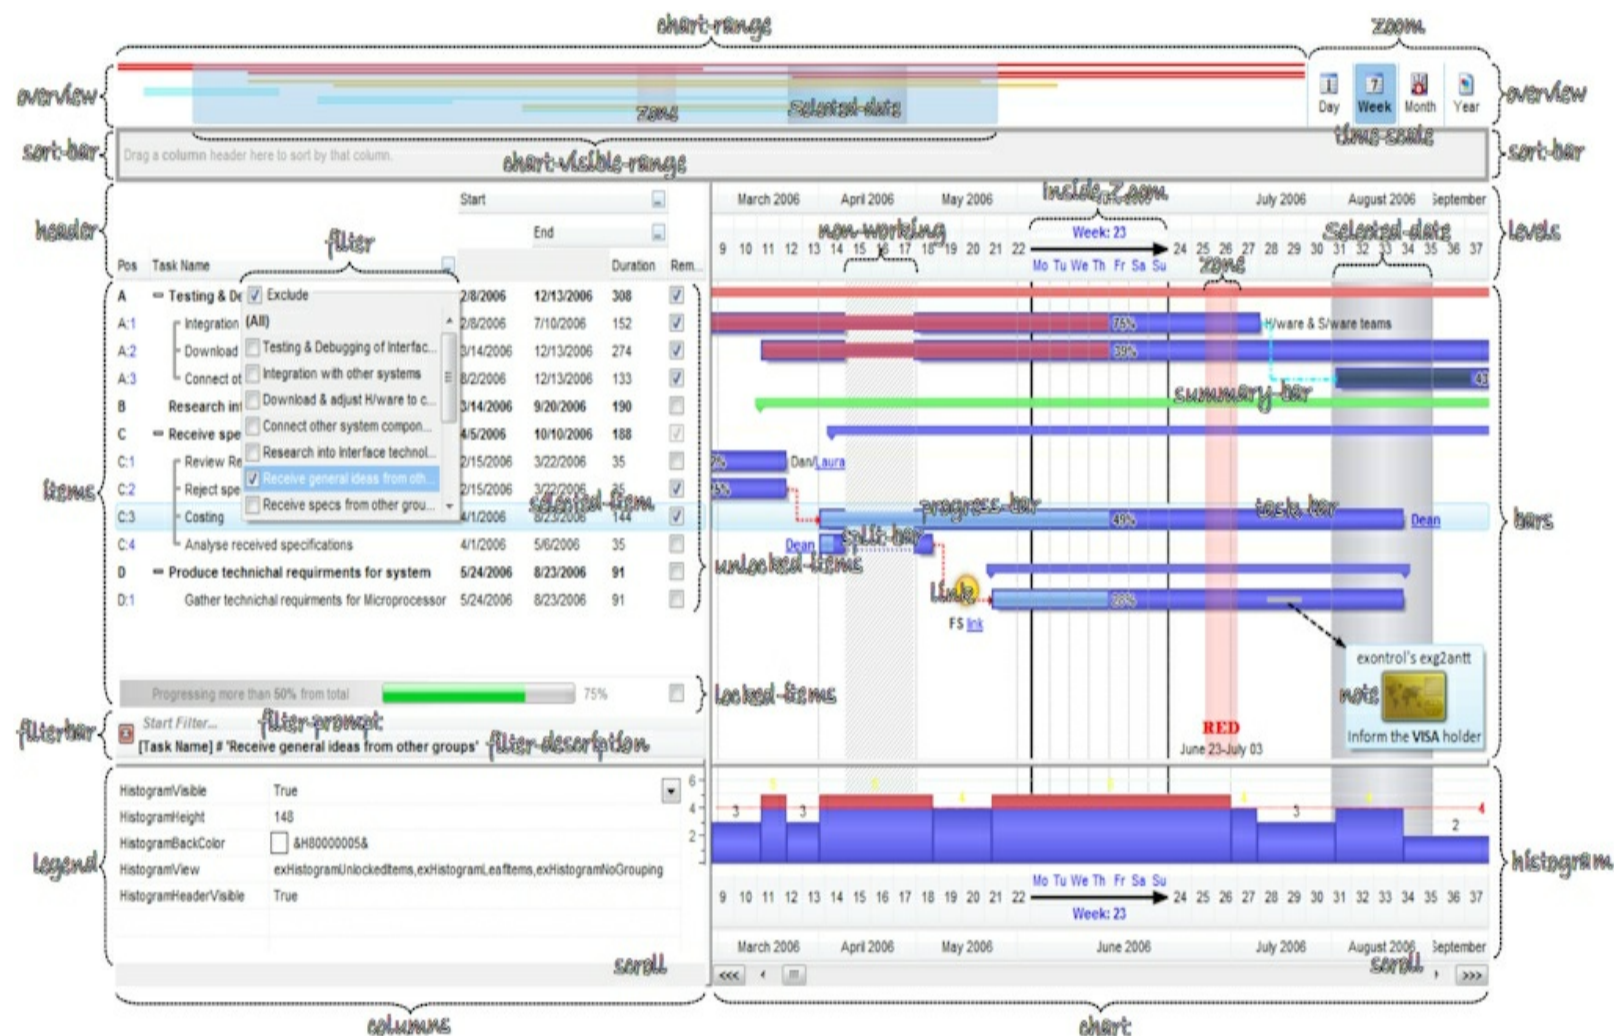 chart-range
zoom
overview
zone
selected-date
Day
Week
Month
Year
overview
time-scale
sort-bar
Drag a column header here to sort by that column.
chart-visible-range
sort-bar
header
Start
End
filter
Pos Task Name Duration Rem...
March 2006 April 2006 May 2006 July 2006 August 2006 September
inside-zoom
non-working
Week: 23
selected-date
levels
9 10 11 12 13 14 15 16 17 18 19 20 21 22 24 25 26 27 28 29 30 31 32 33 34 35 36 37
Mo Tu We Th Fr Sa Su
zone
A Testing & De 2/8/2006 12/13/2006 308
A:1 Integration 2/8/2006 7/10/2006 152
A:2 Download 3/14/2006 12/13/2006 274
A:3 Connect ot 8/2/2006 12/13/2006 133
B Research int 3/14/2006 9/20/2006 190
C Receive spe 4/5/2006 10/10/2006 188
C:1 Review Re 2/15/2006 3/22/2006 35
C:2 Reject spe 2/15/2006 3/22/2006 35
C:3 Costing 4/1/2006 8/23/2006 144
C:4 Analyse received specifications 4/1/2006 5/6/2006 35
D Produce technichal requirments for system 5/24/2006 8/23/2006 91
D:1 Gather technichal requirments for Microprocessor 5/24/2006 8/23/2006 91
Exclude
(All)
Testing & Debugging of Interfac...
Integration with other systems
Download & adjust H/ware to c...
Connect other system compon...
Research into Interface technol...
Receive general ideas from oth...
Receive specs from other grou...
items
selected-item
unlocked-items
75%
H/ware & S/ware teams
39%
summary-bar
Dan/Laura
progress-bar
49%
task-bar
Dean
bars
Dean
split-bar
link
28%
FS link
exontrol's exg2antt
note
Inform the VISA holder
RED
June 23-July 03
Progressing more than 50% from total 75%
locked-items
filterbar
Start Filter...
filter-prompt
[Task Name] # 'Receive general ideas from other groups'
filter-description
legend
HistogramVisible True
HistogramHeight 148
HistogramBackColor &H80000005&
HistogramView exHistogramUnlockedItems,exHistogramLeafItems,exHistogramNoGrouping
HistogramHeaderVisible True
6
4
2
3 5 3 5 4 4 3 4 2
4
histogram
Mo Tu We Th Fr Sa Su
9 10 11 12 13 14 15 16 17 18 19 20 21 22 24 25 26 27 28 29 30 31 32 33 34 35 36 37
Week: 23
March 2006 April 2006 May 2006 June 2006 July 2006 August 2006 September
scroll
scroll
<<<
>>>
columns
chart